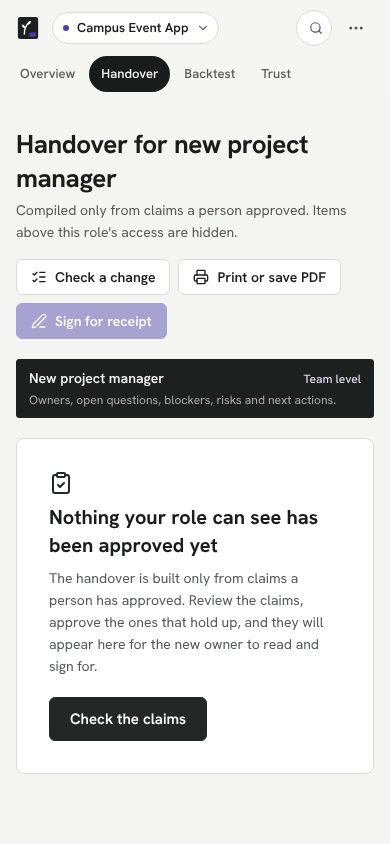 Campus Event App
Overview
Handover
Backtest
Trust
Handover for new project
manager
Compiled only from claims a person approved. Items
above this role's access are hidden.
Check a change
Print or save PDF
Sign for receipt
New project manager
Team level
Owners, open questions, blockers, risks and next actions.
Nothing your role can see has
been approved yet
The handover is built only from claims a
person has approved. Review the claims,
approve the ones that hold up, and they will
appear here for the new owner to read and
sign for.
Check the claims